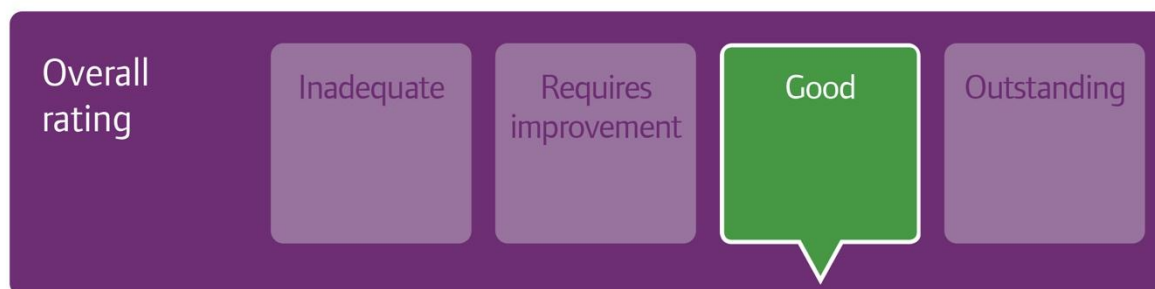 Overall
rating
Inadequate
Requires
improvement
Good
Outstanding